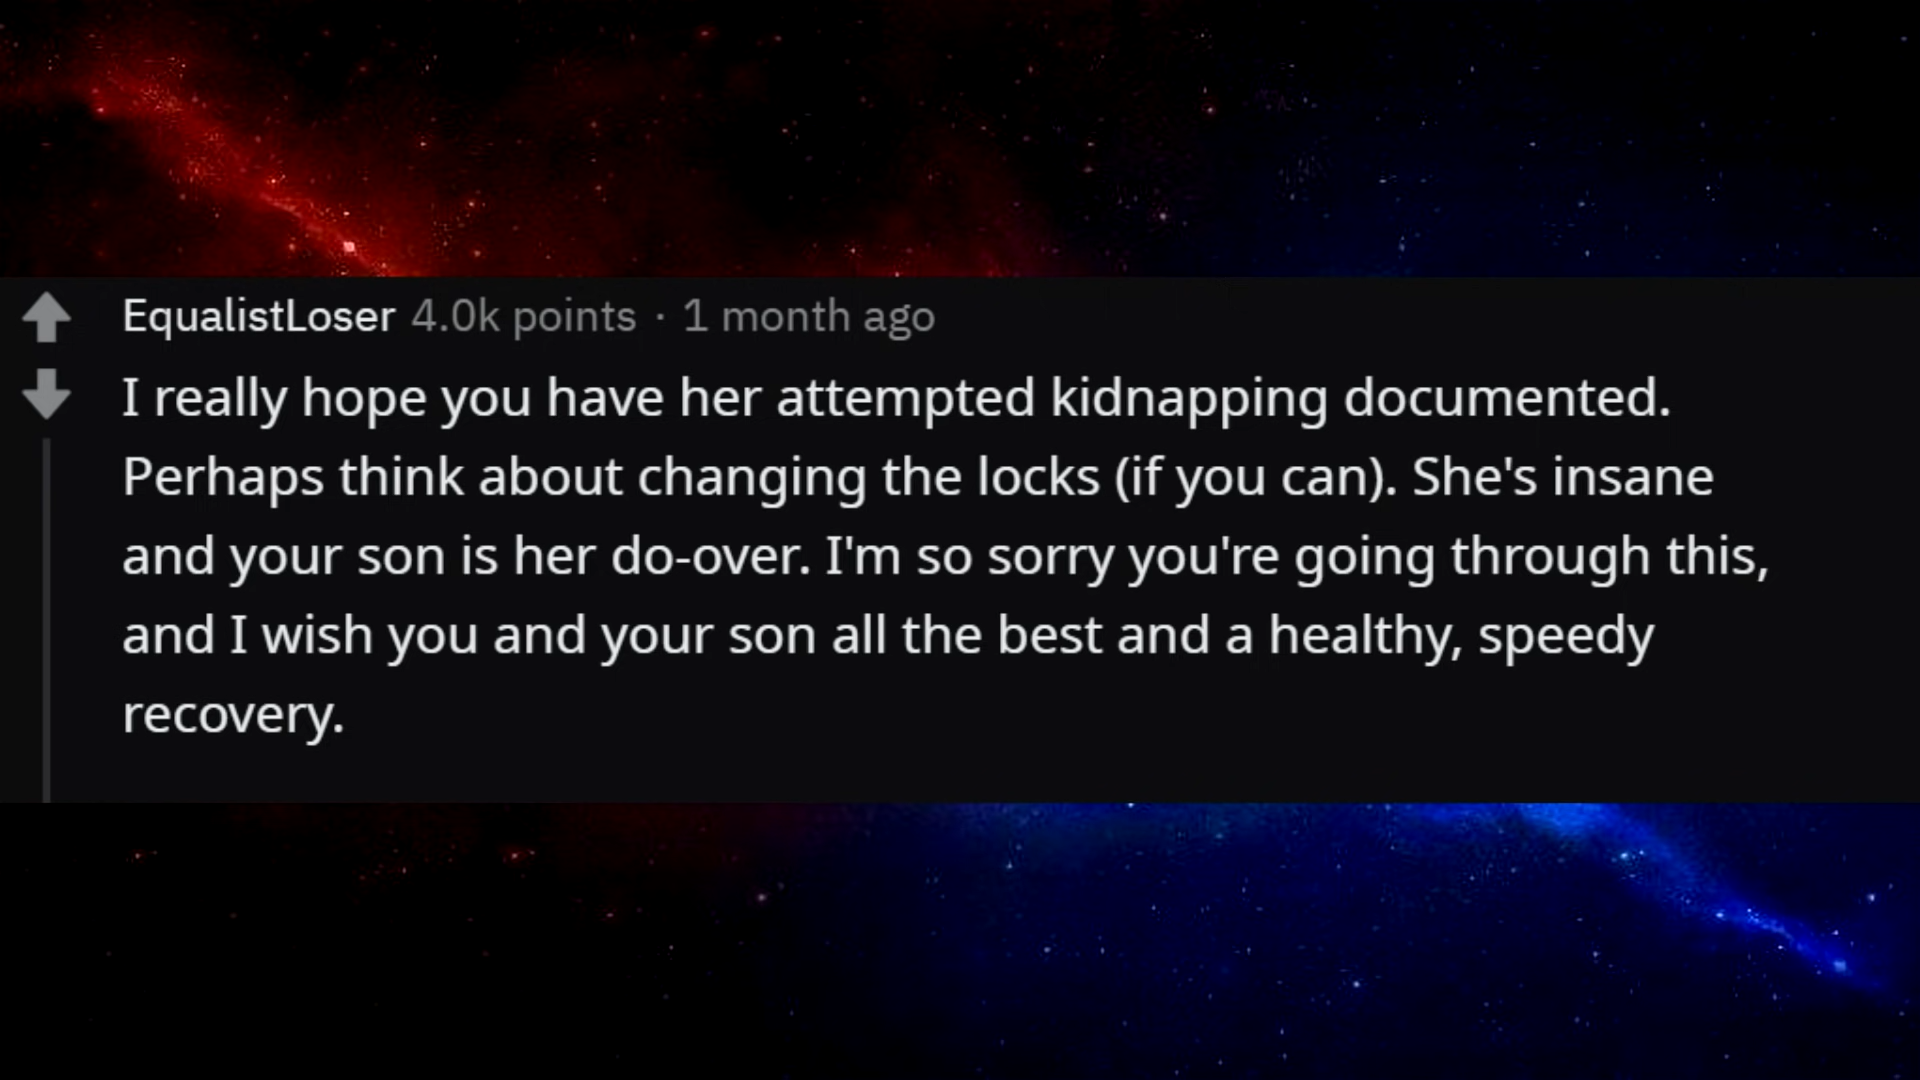 EqualistLoser 4.0k points · 1 month ago
I really hope you have her attempted kidnapping documented.
Perhaps think about changing the locks (if you can). She's insane
and your son is her do-over. I'm so sorry you're going through this,
and I wish you and your son all the best and a healthy, speedy
recovery.